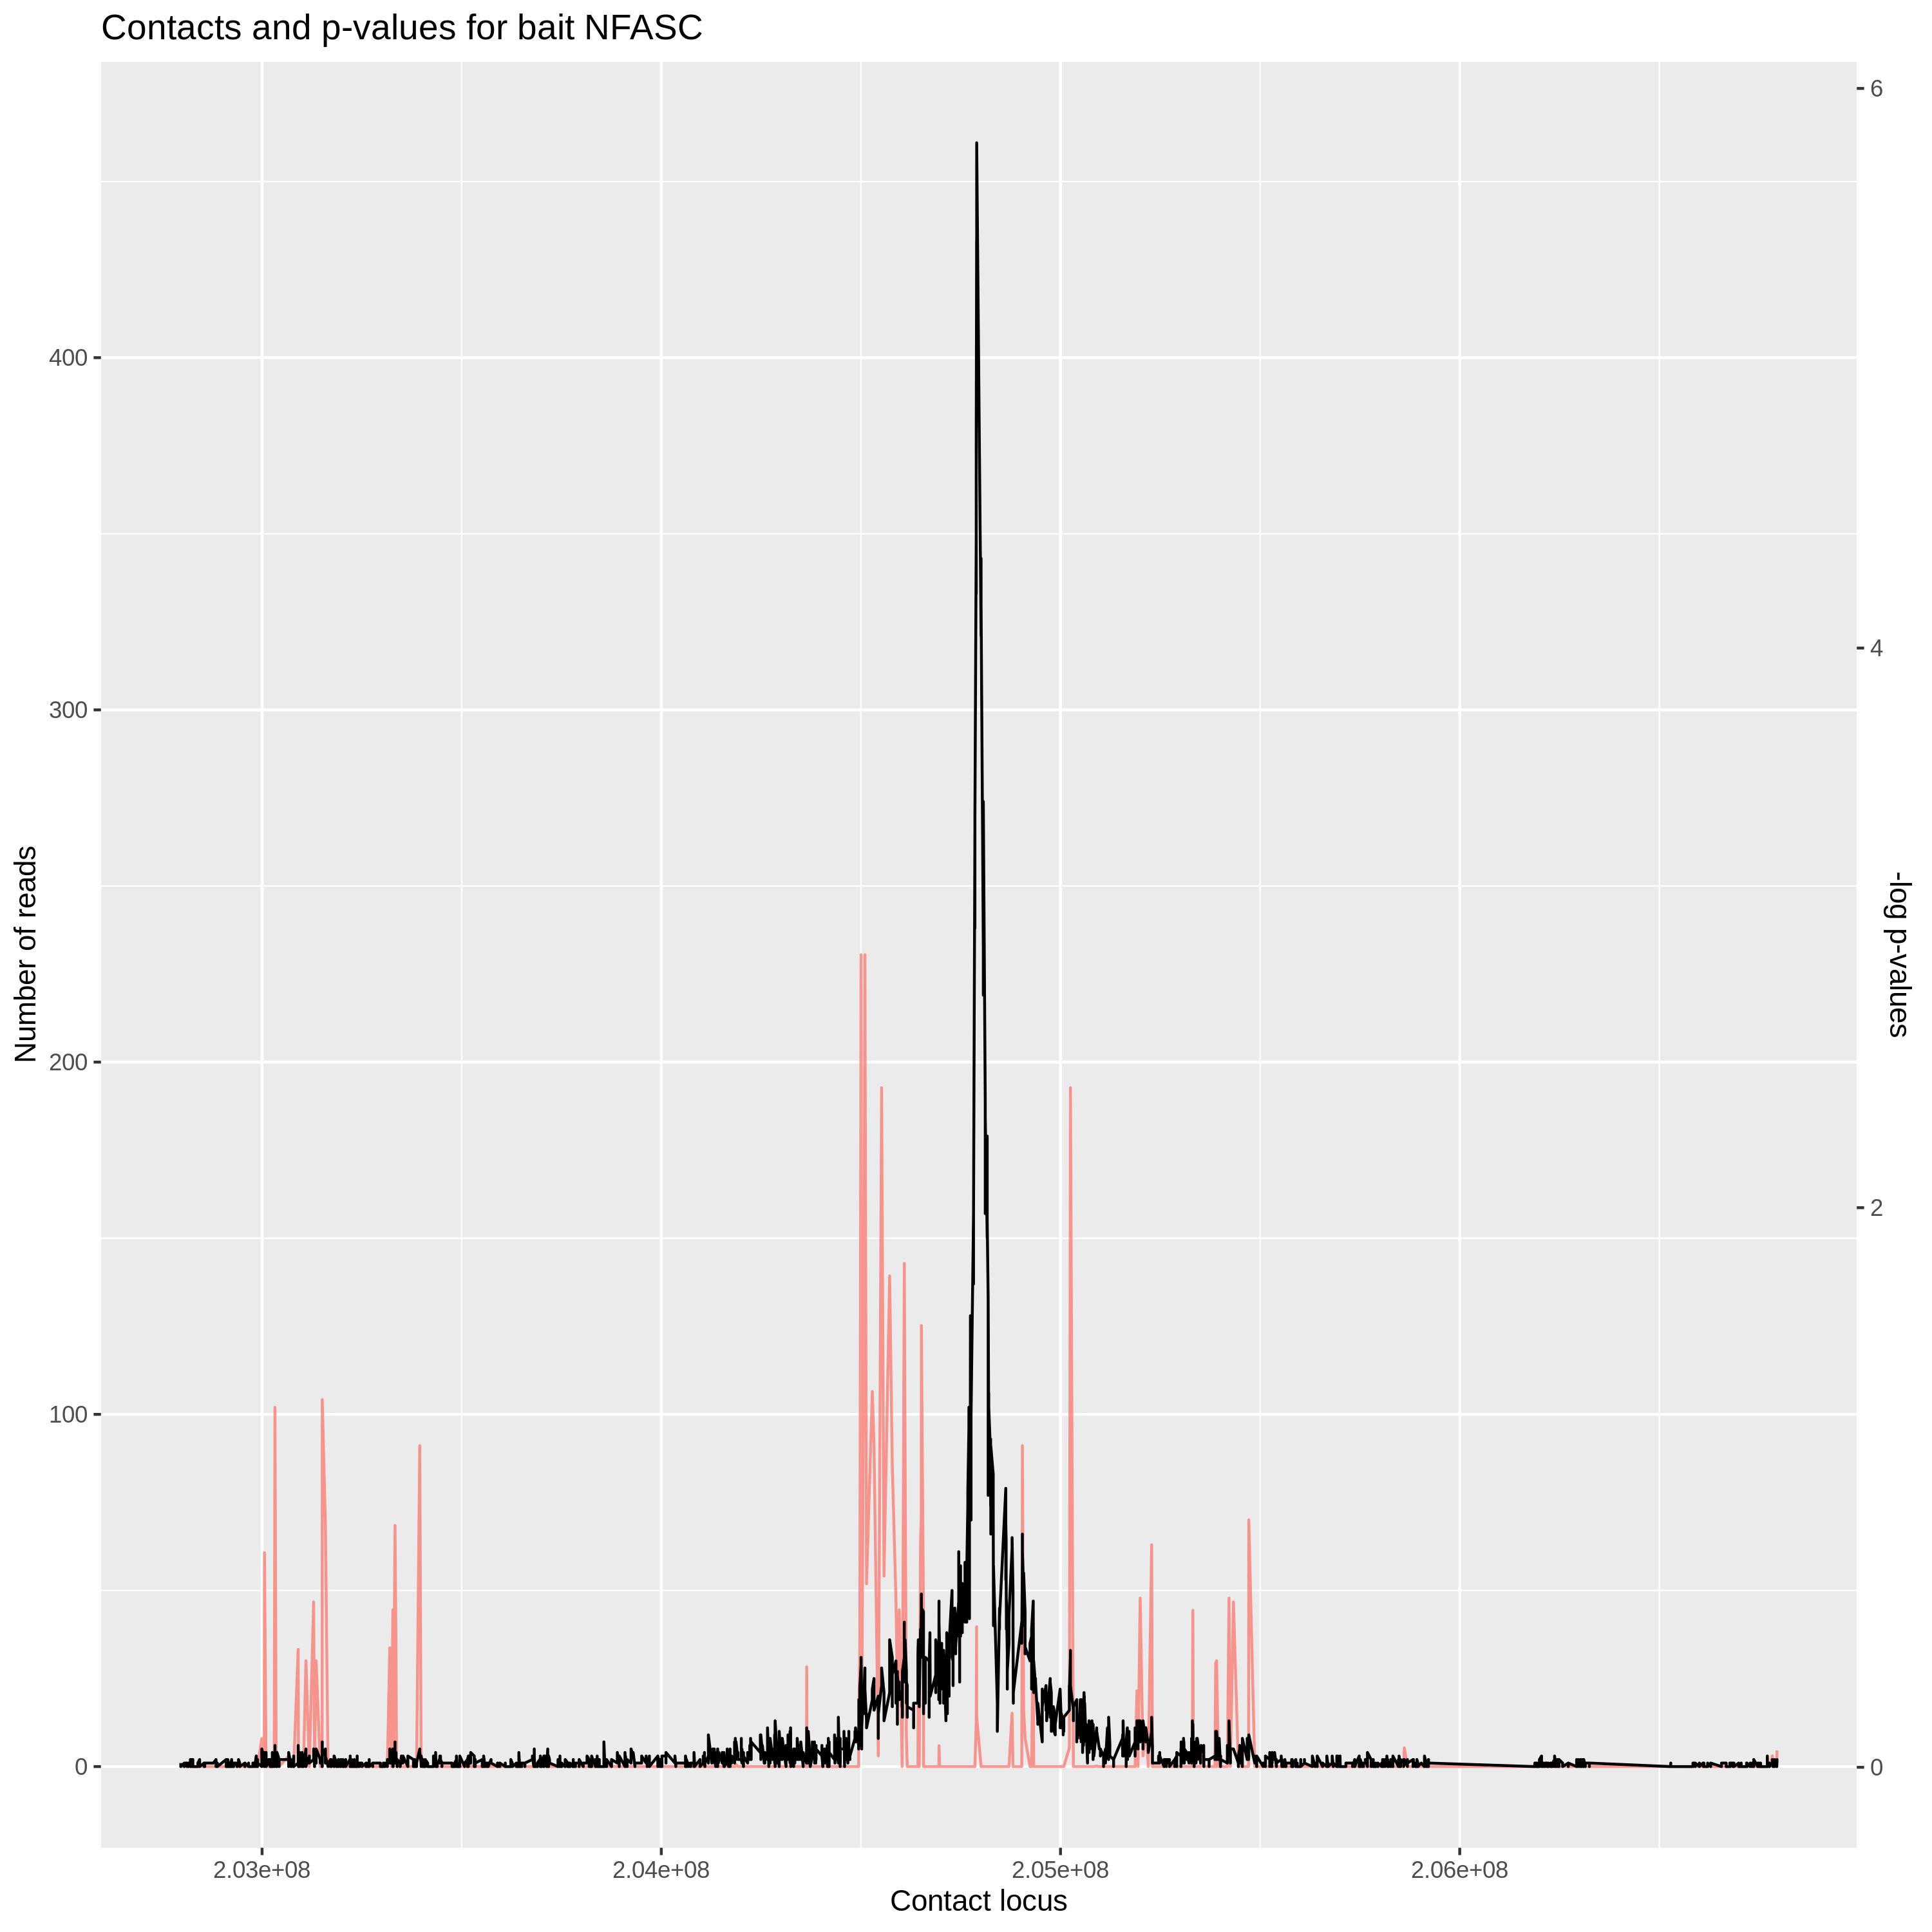 Contacts and p-values for bait NFASC
6
400
4
300
Number of reads
-log p-values
200
2
100
0
0
2.03e+08
2.04e+08
2.05e+08
2.06e+08
Contact locus